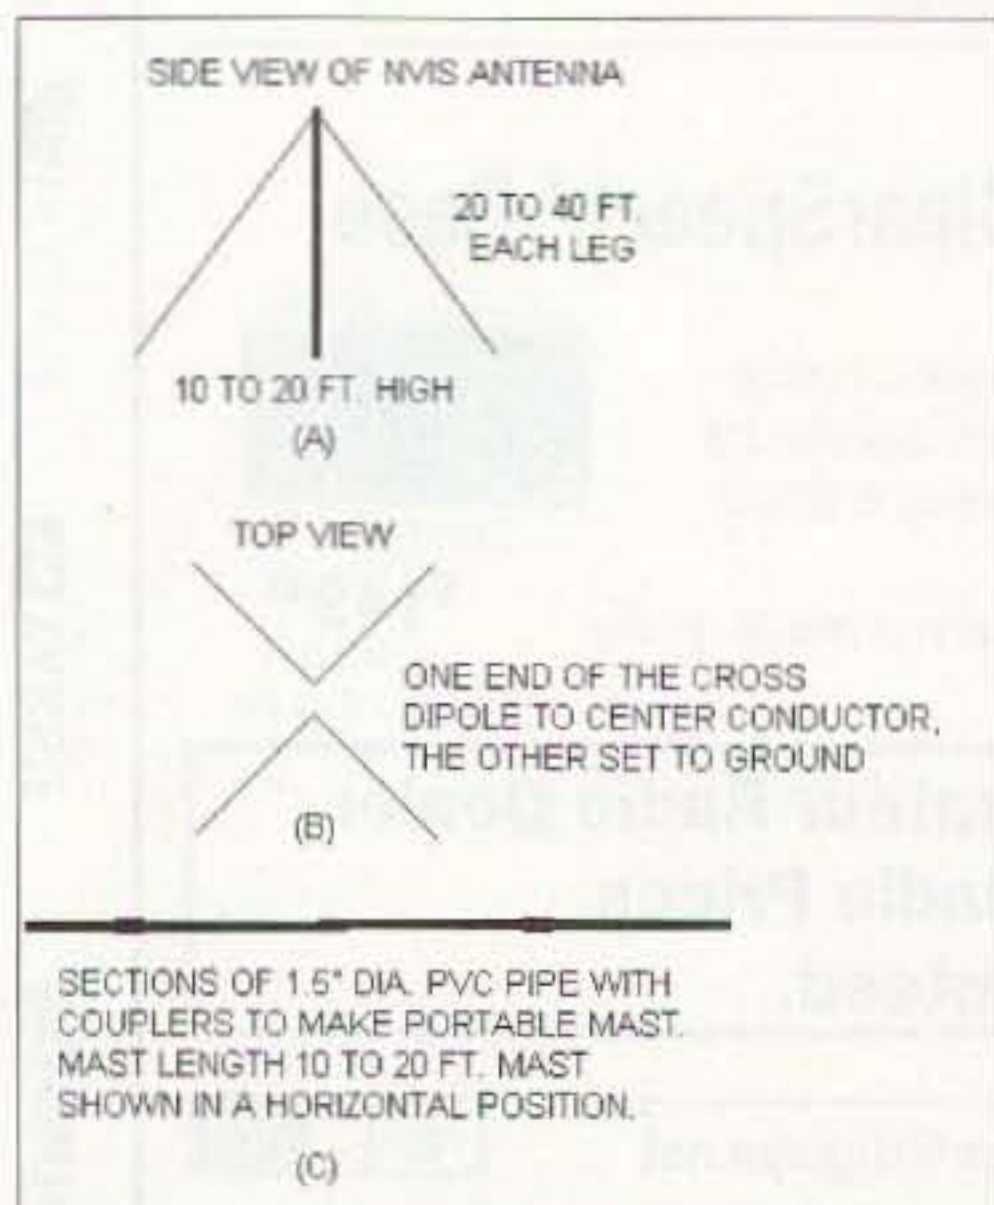 SIDE VIEW OF NVIS ANTENNA
20 TO 40 FT.
EACH LEG
10 TO 20 FT. HIGH
(A)
TOP VIEW
ONE END OF THE CROSS
DIPOLE TO CENTER CONDUCTOR,
THE OTHER SET TO GROUND
(B)
SECTIONS OF 1.5" DIA. PVC PIPE WITH
COUPLERS TO MAKE PORTABLE MAST.
MAST LENGTH 10 TO 20 FT. MAST
SHOWN IN A HORIZONTAL POSITION.
(C)